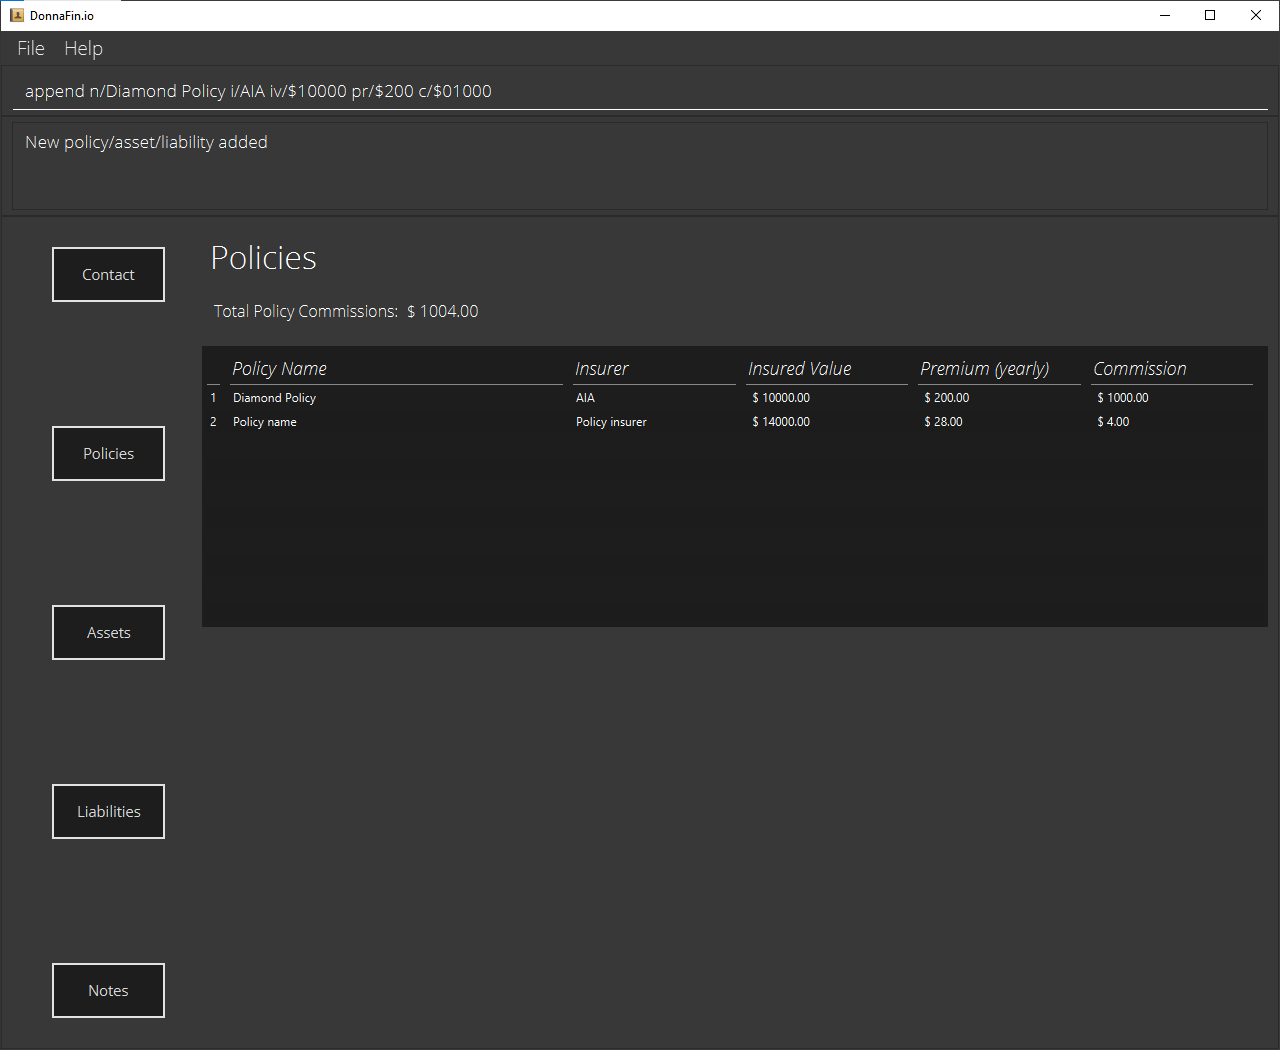 DonnaFin.io
File Help
append n/Diamond Policy i/AIA iv/$10000 pr/$200 c/$01000
New policy/asset/liability added
Contact
Policies
Assets
Liabilities
Notes
Policies
Total Policy Commissions: $ 1004.00
Policy Name Insurer Insured Value Premium (yearly) Commission
1 Diamond Policy AIA $ 10000.00 $ 200.00 $ 1000.00
2 Policy name Policy insurer $ 14000.00 $ 28.00 $ 4.00